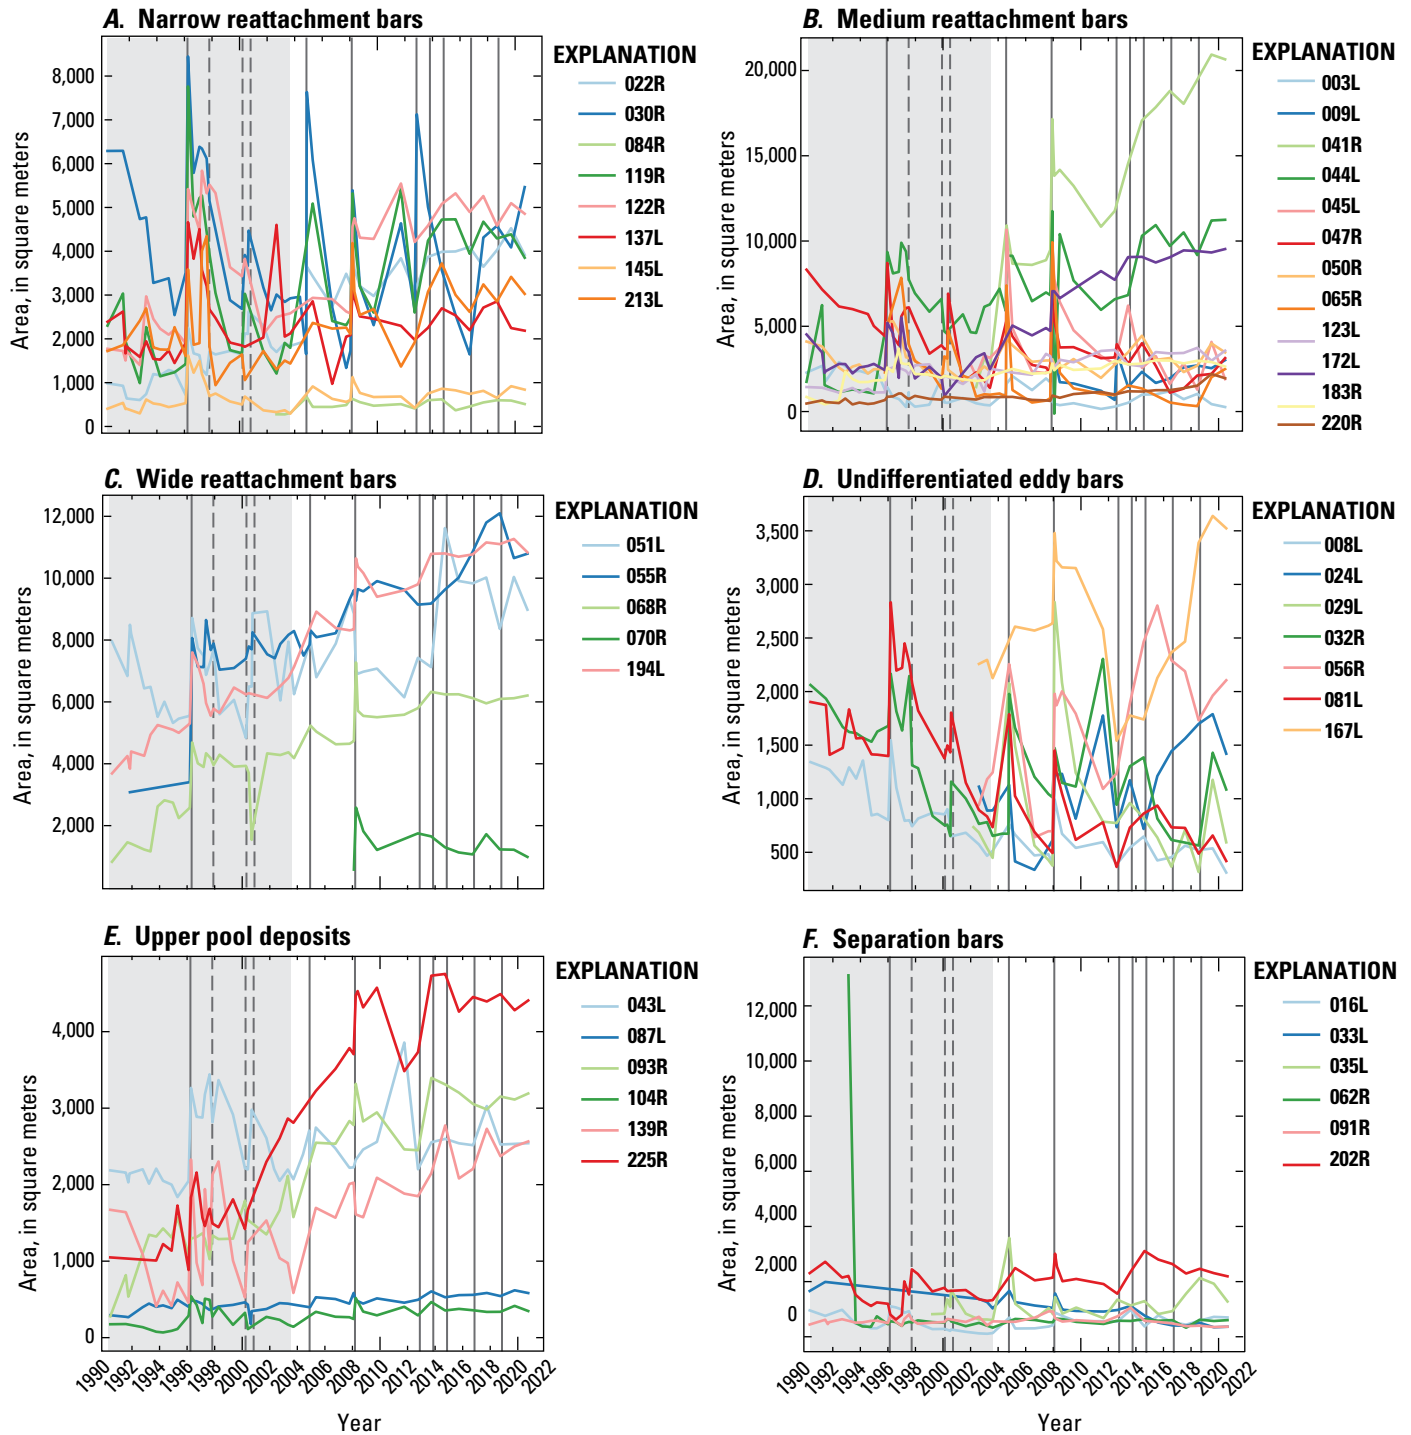 A. Narrow reattachment bars
EXPLANATION
022R
030R
084R
119R
122R
137L
145L
213L
Area, in square meters
8,000
7,000
6,000
5,000
4,000
3,000
2,000
1,000
0
B. Medium reattachment bars
EXPLANATION
003L
009L
041R
044L
045L
047R
050R
065R
123L
172L
183R
220R
Area, in square meters
20,000
15,000
10,000
5,000
0
C. Wide reattachment bars
EXPLANATION
051L
055R
068R
070R
194L
Area, in square meters
12,000
10,000
8,000
6,000
4,000
2,000
D. Undifferentiated eddy bars
EXPLANATION
008L
024L
029L
032R
056R
081L
167L
Area, in square meters
3,500
3,000
2,500
2,000
1,500
1,000
500
E. Upper pool deposits
EXPLANATION
043L
087L
093R
104R
139R
225R
Area, in square meters
4,000
3,000
2,000
1,000
0
1990 1992 1994 1996 1998 2000 2002 2004 2006 2008 2010 2012 2014 2016 2018 2020 2022
Year
F. Separation bars
EXPLANATION
016L
033L
035L
062R
091R
202R
Area, in square meters
12,000
10,000
8,000
6,000
4,000
2,000
0
1990 1992 1994 1996 1998 2000 2002 2004 2006 2008 2010 2012 2014 2016 2018 2020 2022
Year